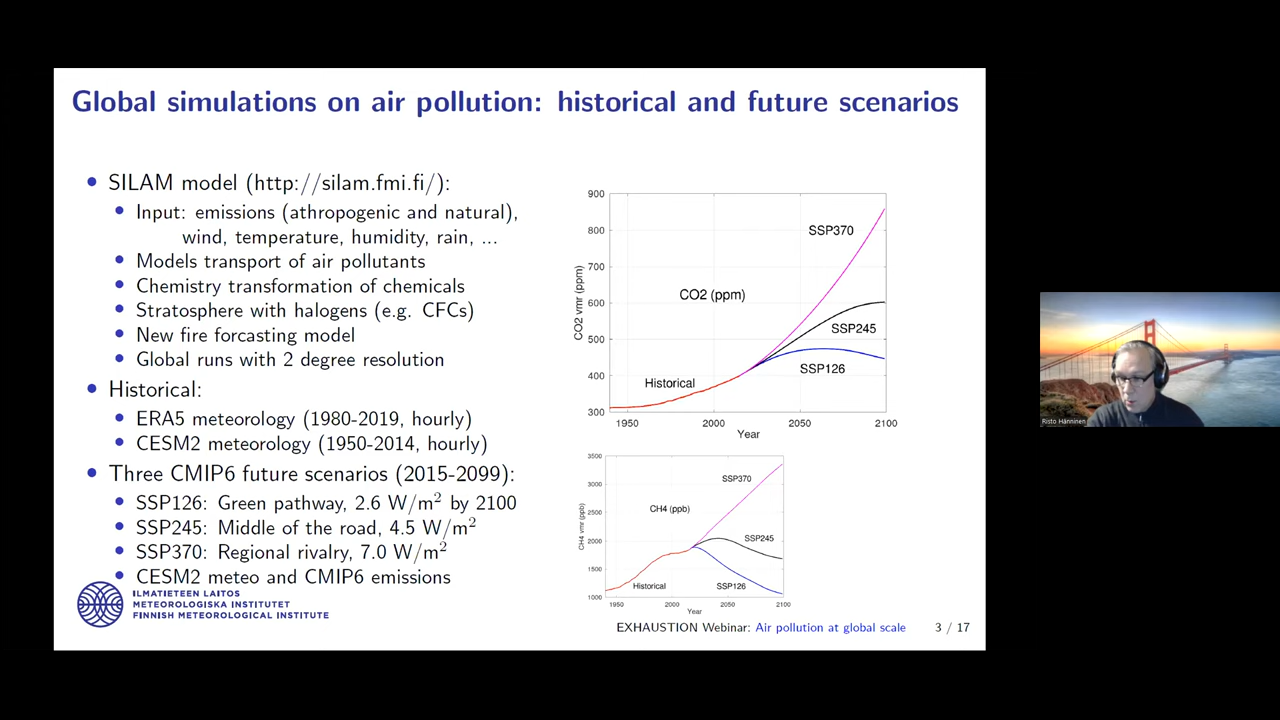 Global simulations on air pollution: historical and future scenarios
SILAM model (http://silam.fmi.fi/):
Input: emissions (athropogenic and natural),
wind, temperature, humidity, rain, ...
Models transport of air pollutants
Chemistry transformation of chemicals
Stratosphere with halogens (e.g. CFCs)
New fire forcasting model
Global runs with 2 degree resolution
Historical:
ERA5 meteorology (1980-2019, hourly)
CESM2 meteorology (1950-2014, hourly)
Three CMIP6 future scenarios (2015-2099):
SSP126: Green pathway, 2.6 W/m² by 2100
SSP245: Middle of the road, 4.5 W/m²
SSP370: Regional rivalry, 7.0 W/m²
CESM2 meteo and CMIP6 emissions
ILMATIETEEN LAITOS
METEOROLOGISKA INSTITUTET
FINNISH METEOROLOGICAL INSTITUTE
900
800
700
600
500
400
300
CO2 vmr (ppm)
SSP370
CO2 (ppm)
SSP245
SSP126
Historical
1950 2000 2050 2100
Year
3500
3000
2500
2000
1500
1000
CH4 vmr (ppb)
SSP370
CH4 (ppb)
SSP245
Historical
SSP126
1950 2000 2050 2100
Year
EXHAUSTION Webinar: Air pollution at global scale 3 / 17
Risto Hänninen